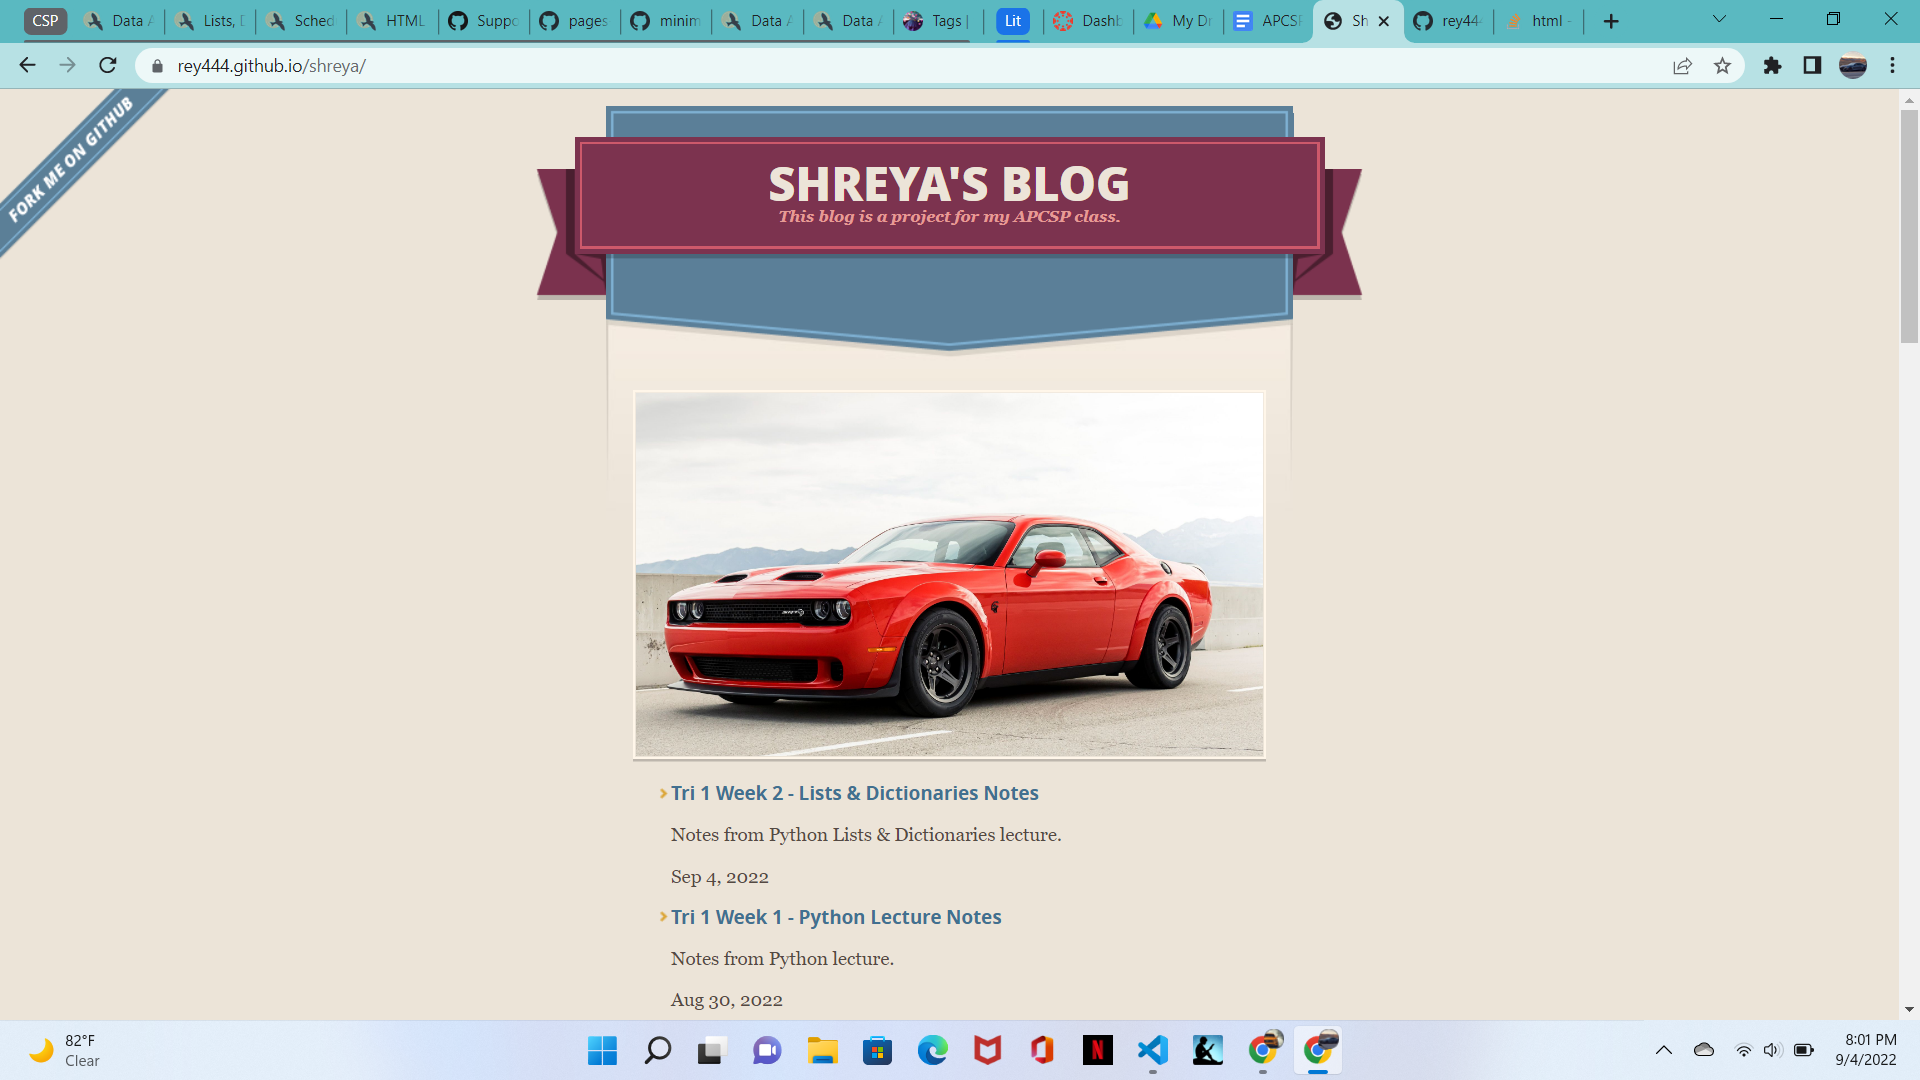 CSP
Data
Lists,
Sched
HTML
Suppo
pages
minim
Data
Data
Tags |
Lit
Dashb
My Dr
APCSP
Sh
rey44
html -
rey444.github.io/shreya/
FORK ME ON GITHUB
SHREYA'S BLOG
This blog is a project for my APCSP class.
Tri 1 Week 2 - Lists & Dictionaries Notes
Notes from Python Lists & Dictionaries lecture.
Sep 4, 2022
Tri 1 Week 1 - Python Lecture Notes
Notes from Python lecture.
Aug 30, 2022
82°F
Clear
8:01 PM
9/4/2022